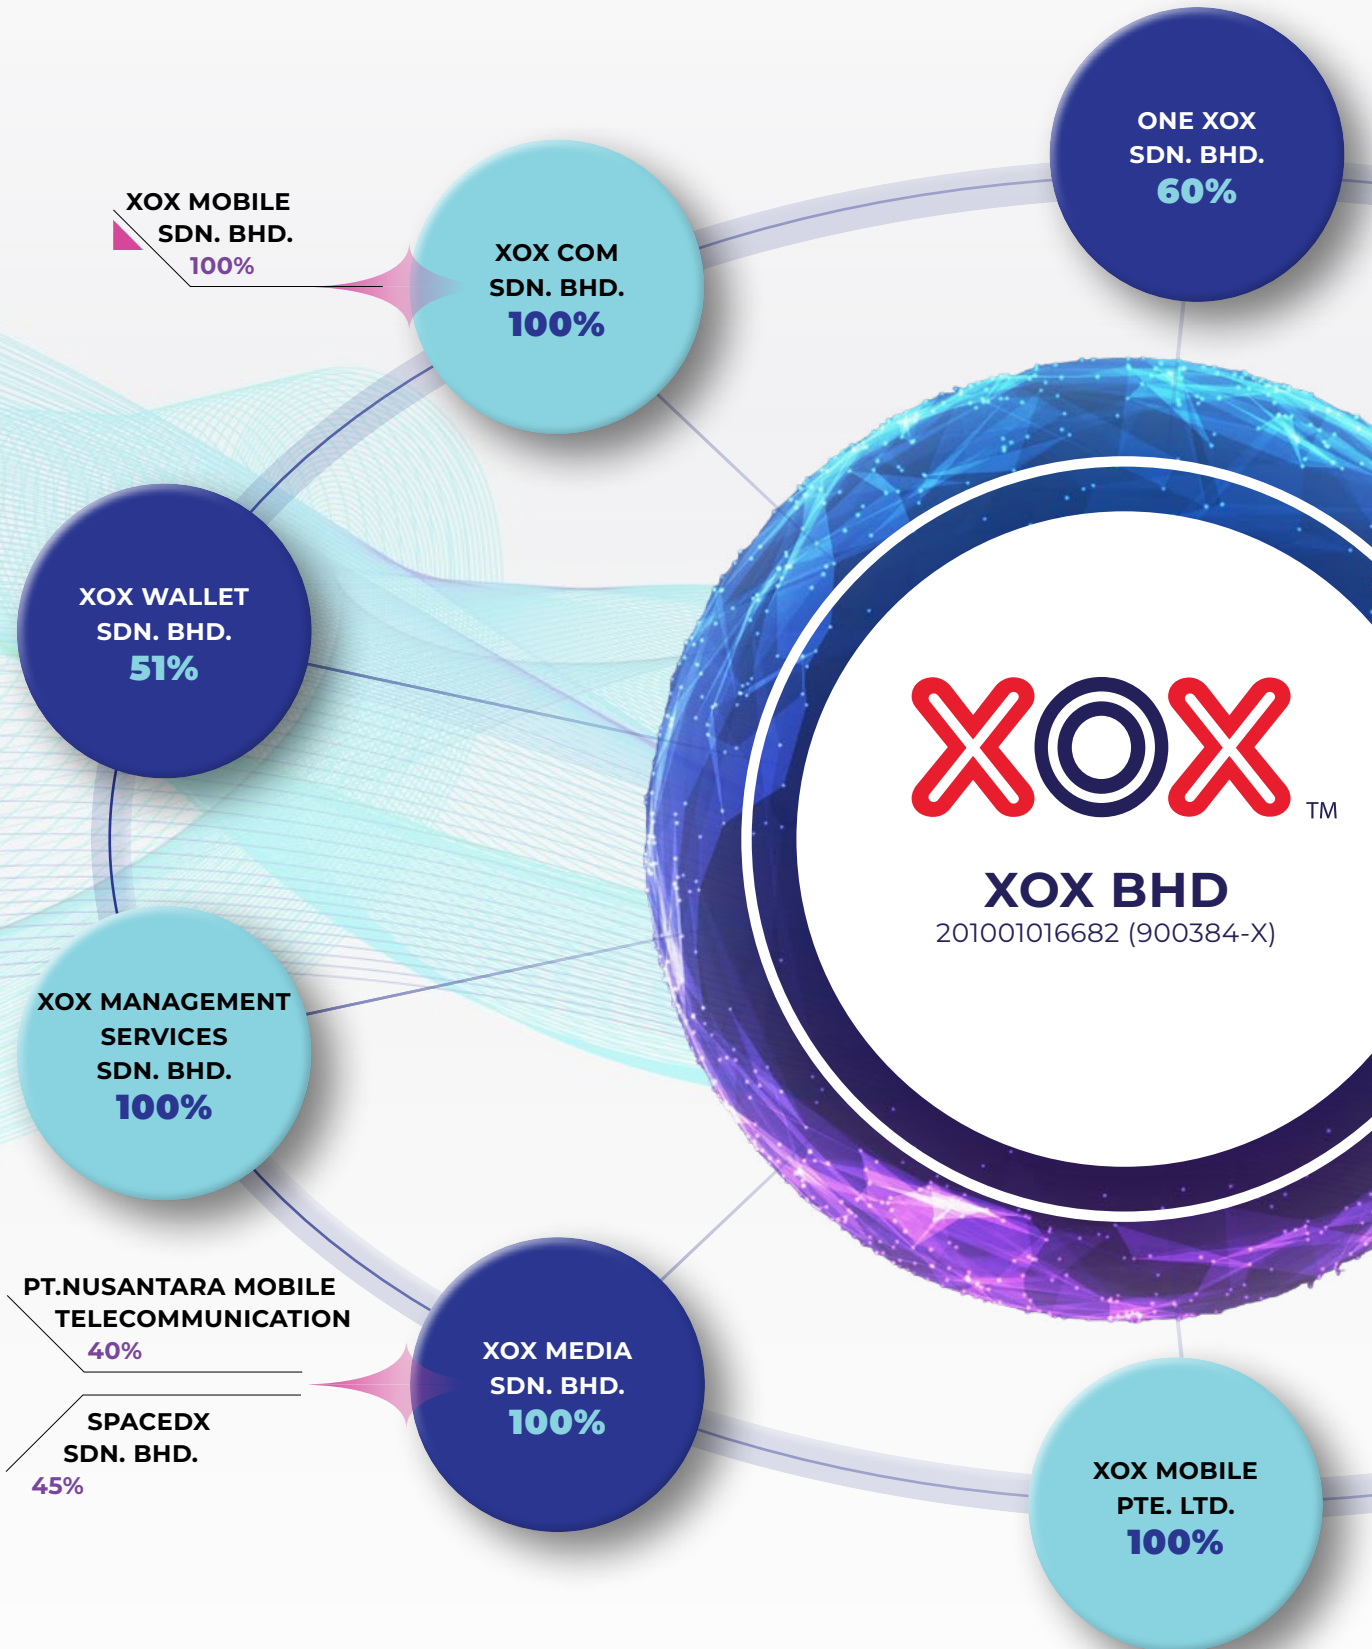 ONE XOX
SDN. BHD.
60%
XOX MOBILE
SDN. BHD.
100%
XOX COM
SDN. BHD.
100%
XOX WALLET
SDN. BHD.
51%
XOX TM
XOX BHD
201001016682 (900384-X)
XOX MANAGEMENT
SERVICES
SDN. BHD.
100%
PT.NUSANTARA MOBILE
TELECOMMUNICATION
40%
SPACEDX
SDN. BHD.
45%
XOX MEDIA
SDN. BHD.
100%
XOX MOBILE
PTE. LTD.
100%